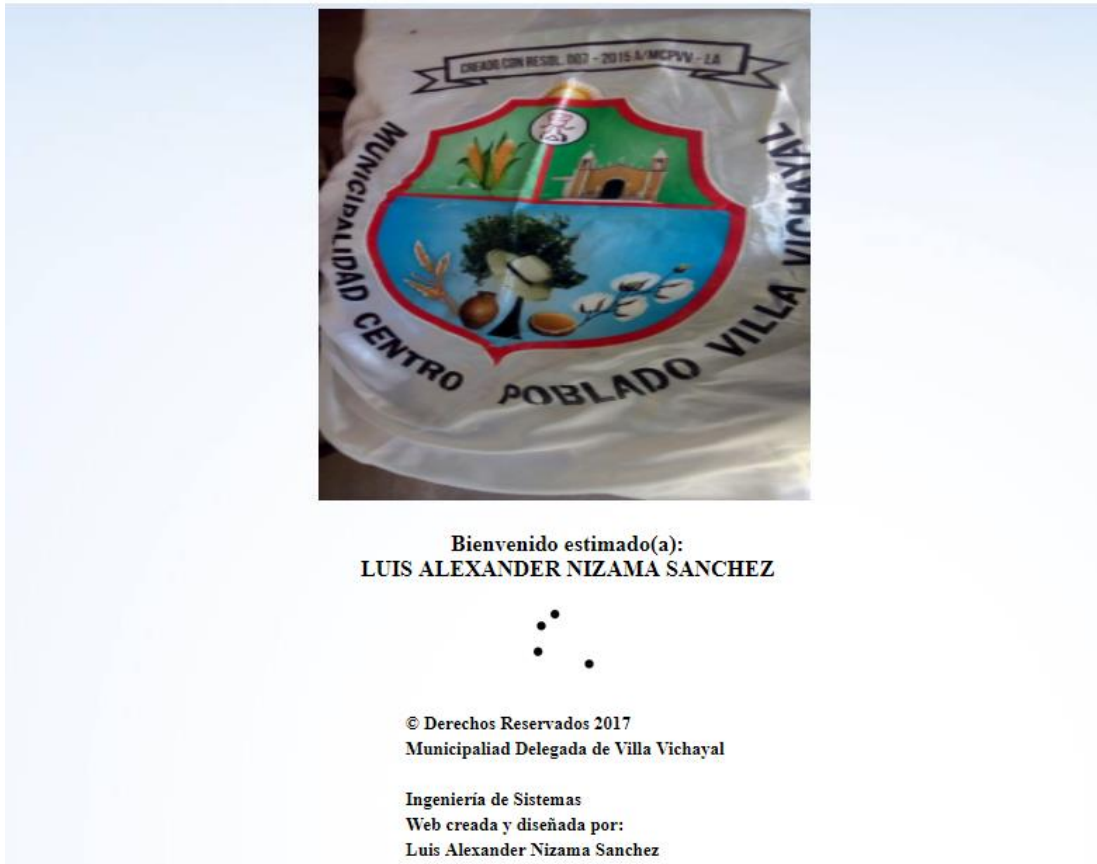 CREADO CON RESOL. 007 - 2015 A/MCPVV - LA
MUNICIPALIDAD CENTRO POBLADO VILLA VICHAYAL
Bienvenido estimado(a):
LUIS ALEXANDER NIZAMA SANCHEZ
© Derechos Reservados 2017
Municipaliad Delegada de Villa Vichayal
Ingeniería de Sistemas
Web creada y diseñada por:
Luis Alexander Nizama Sanchez